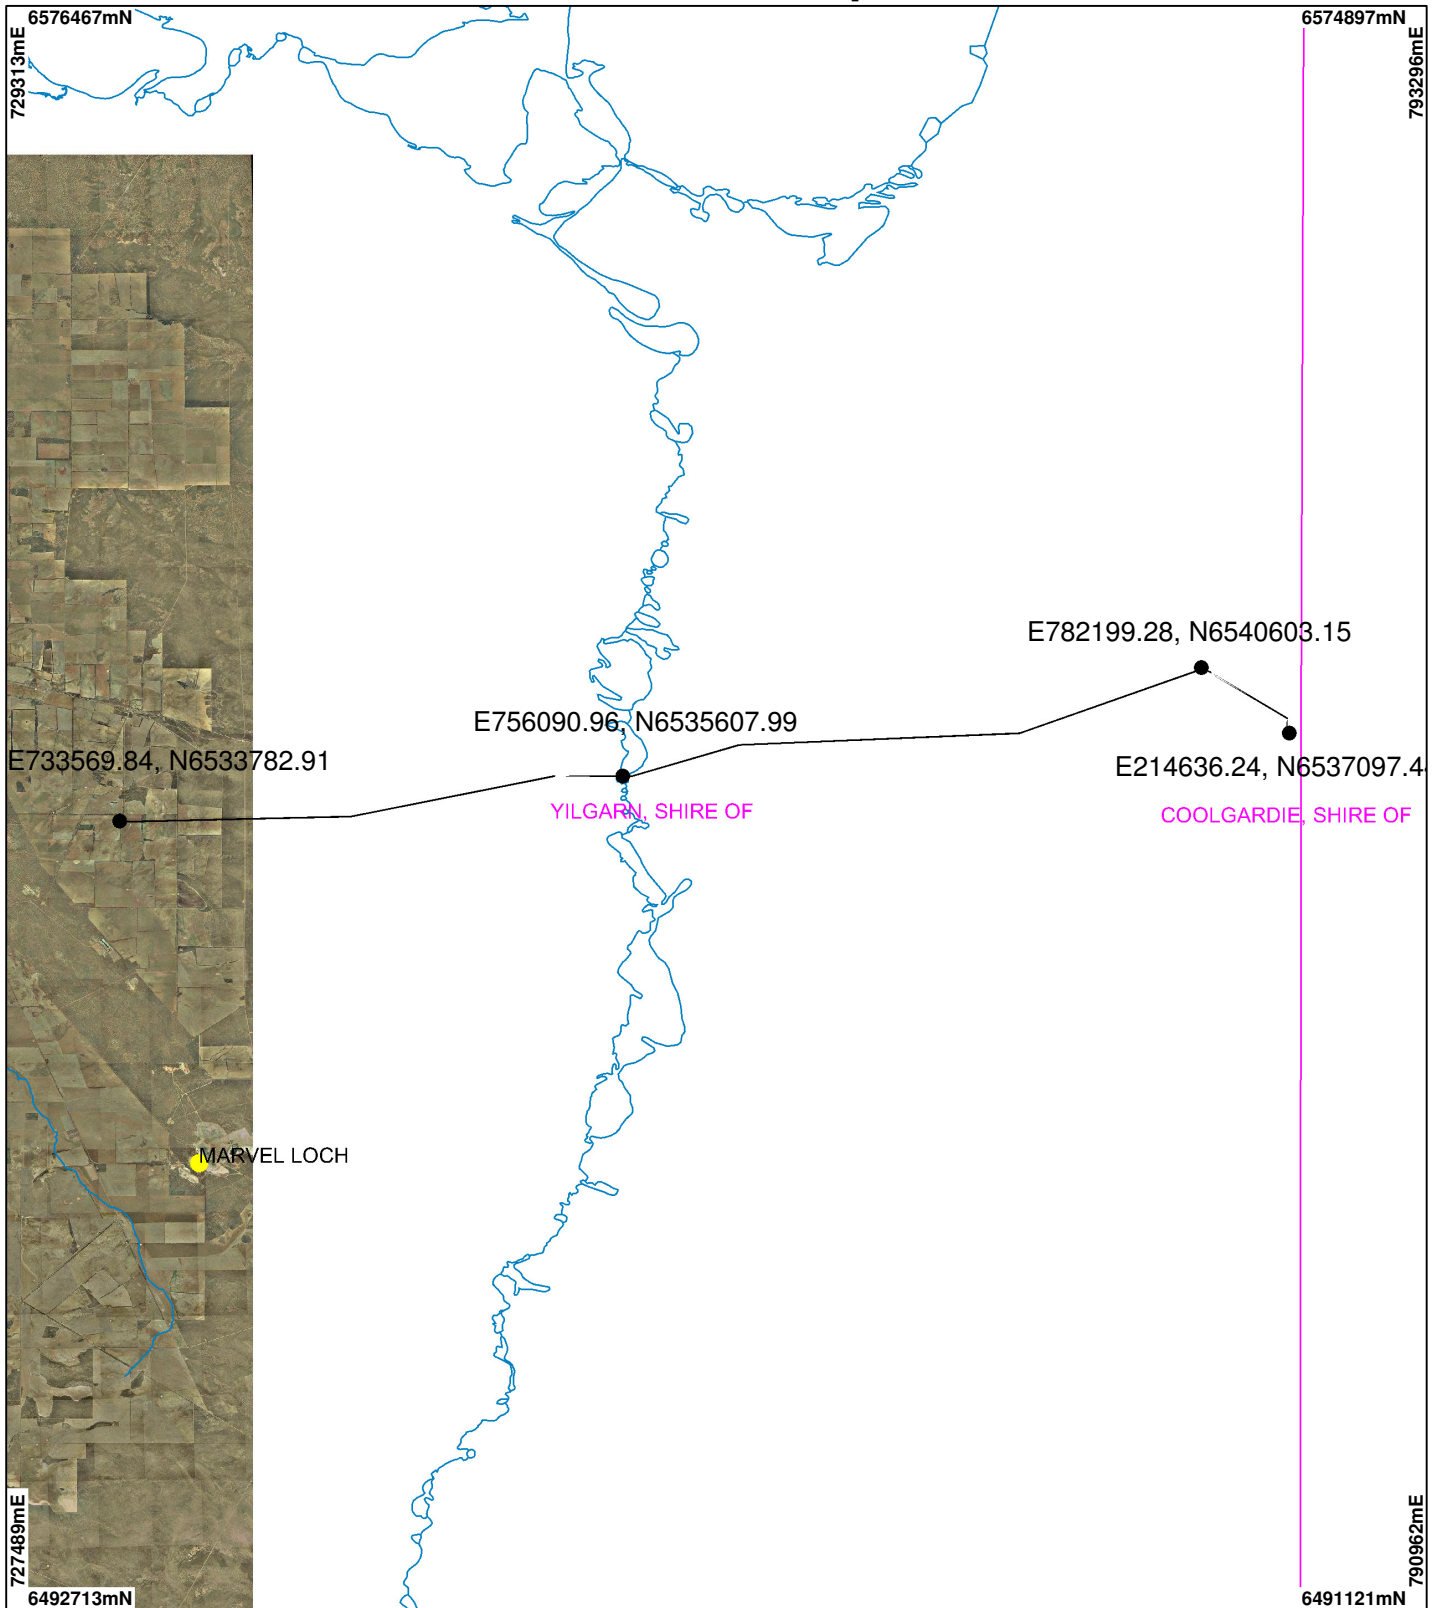 6576467mN
6574897mN
729313mE
793296mE
E782199.28, N6540603.15
E756090.96, N6535607.99
E733569.84, N6533782.91
E214636.24, N6537097.4
YILGARN, SHIRE OF
COOLGARDIE, SHIRE OF
MARVEL LOCH
727489mE
790962mE
6492713mN
6491121mN